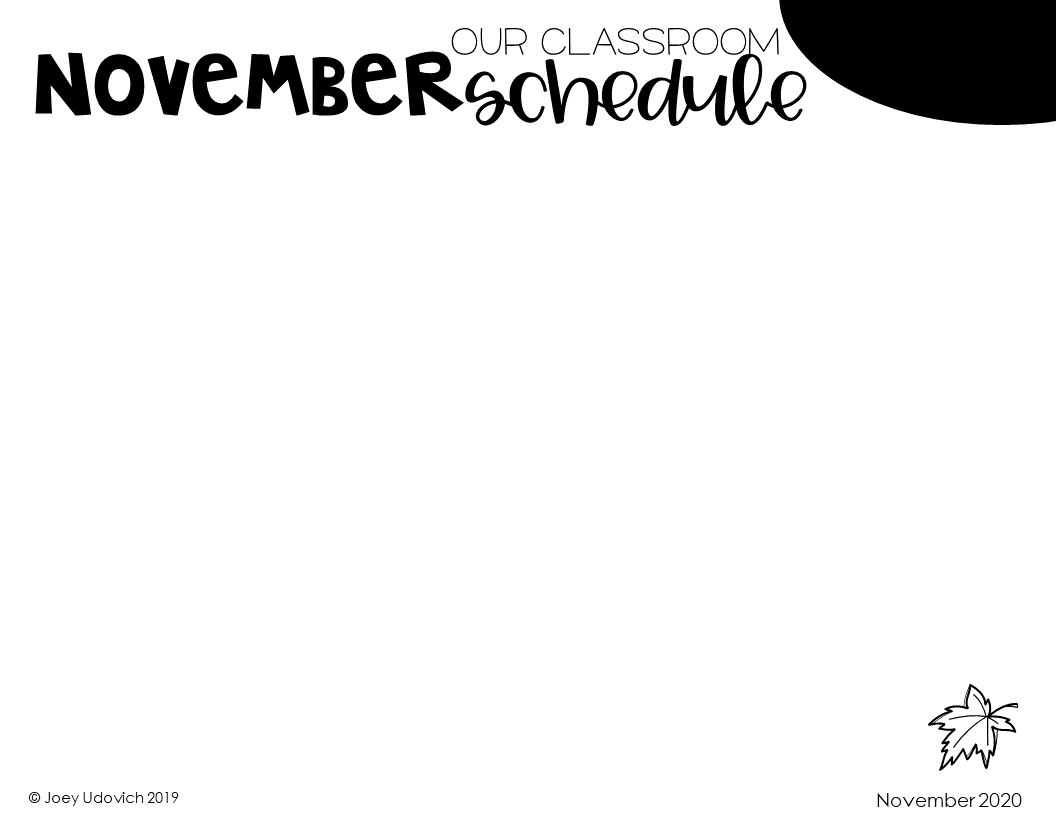 OUR CLASSROOM
NOVEMBER schedule
© Joey Udovich 2019
November 2020